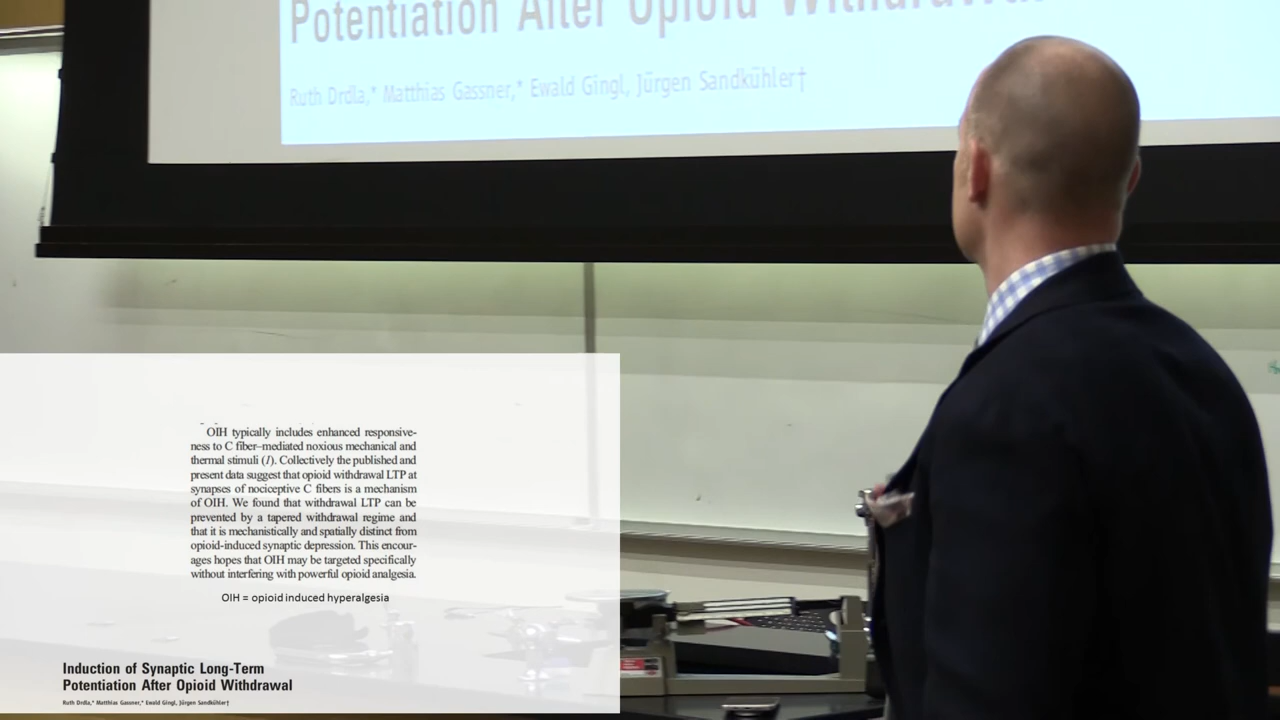 Potentiation After Opioid Withdrawal
Ruth Drdla,* Matthias Gassner,* Ewald Gingl, Jürgen Sandkühler†
OIH typically includes enhanced responsive-
ness to C fiber–mediated noxious mechanical and
thermal stimuli (1). Collectively the published and
present data suggest that opioid withdrawal LTP at
synapses of nociceptive C fibers is a mechanism
of OIH. We found that withdrawal LTP can be
prevented by a tapered withdrawal regime and
that it is mechanistically and spatially distinct from
opioid-induced synaptic depression. This encour-
ages hopes that OIH may be targeted specifically
without interfering with powerful opioid analgesia.
OIH = opioid induced hyperalgesia
Induction of Synaptic Long-Term
Potentiation After Opioid Withdrawal
Ruth Drdla,* Matthias Gassner,* Ewald Gingl, Jürgen Sandkühler†